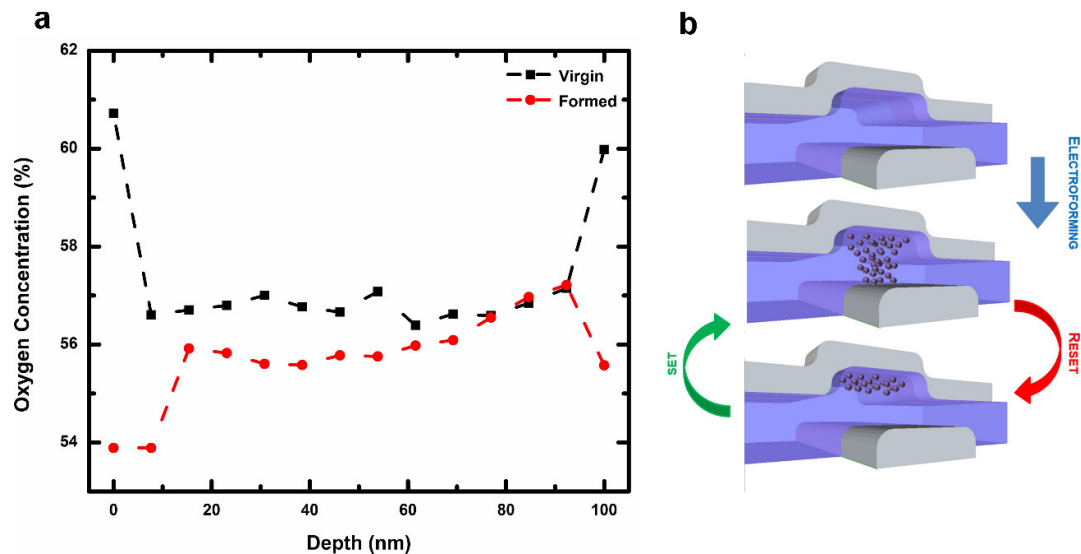 a
62
60
58
56
54
Oxygen Concentration (%)
Virgin
Formed
0
20
40
60
80
100
Depth (nm)
b
ELECTROFORMING
SET
RESET